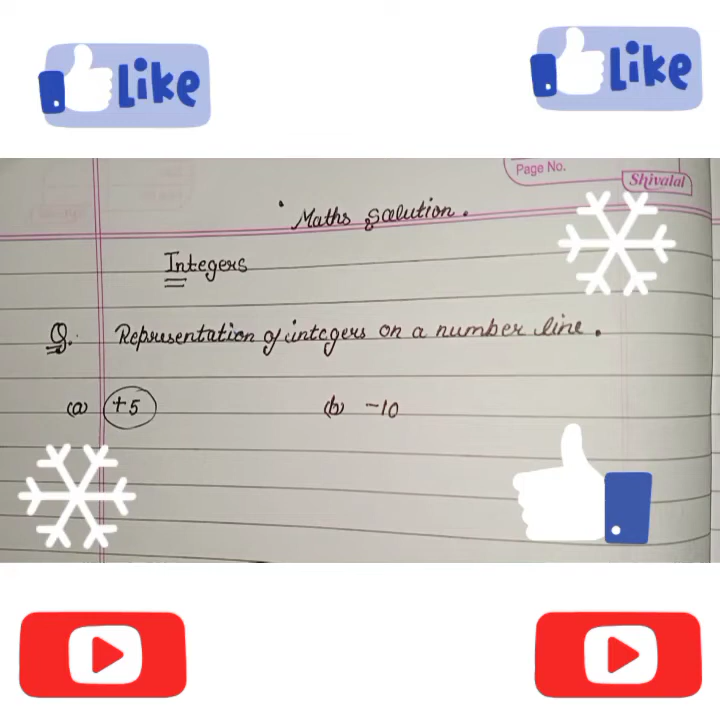 Like
Like
Page No.
Shivalal
Maths Solution.
Integers
Q. Representation of integers on a number line.
(a) +5 (b) -10